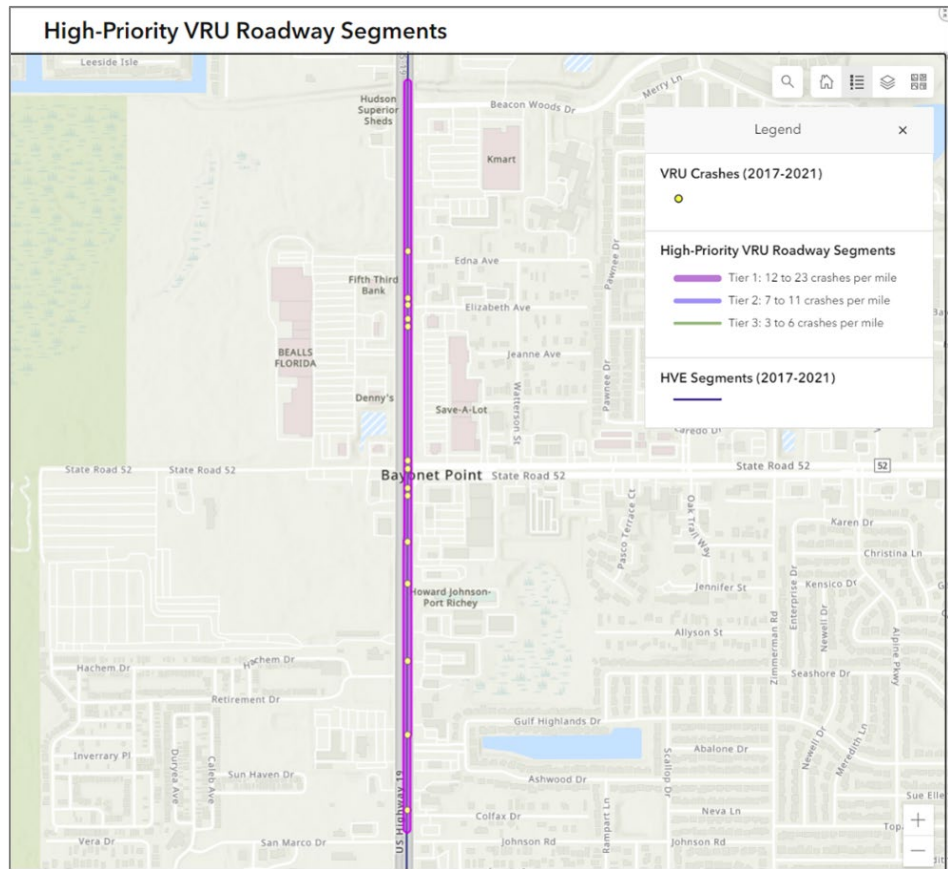 High-Priority VRU Roadway Segments
Leeside Isle
Merry Ln
Hudson
Superior
Sheds
Beacon Woods Dr
Kmart
Legend
VRU Crashes (2017-2021)
High-Priority VRU Roadway Segments
Tier 1: 12 to 23 crashes per mile
Tier 2: 7 to 11 crashes per mile
Tier 3: 3 to 6 crashes per mile
HVE Segments (2017-2021)
Pawnee Dr
Edna Ave
Fifth Third
Bank
Elizabeth Ave
BEALLS
FLORIDA
Jeanne Ave
Pawnee Dr
Denny's
Save-A-Lot
Watterson St
State Road 52
State Road 52
Bayonet Point
State Road 52
State Road 52
52
Pasco Terrace Ct
Oak Trail Way
Karen Dr
Christina Ln
Howard Johnson-
Port Richey
Jennifer St
Enterprise Dr
Kensico Dr
Newell Dr
Allyson St
Zimmerman Rd
Alpine Pkwy
Hachem Dr
Hachem Dr
Seashore Dr
Retirement Dr
Gulf Highlands Dr
Inverrary Pl
Duryea Ave
Caleb Ave
Abalone Dr
Newell Dr
Meredith Ln
Sun Haven Dr
Ashwood Dr
Scallop Dr
Sue Elle
US Highway 19
Colfax Dr
Rampart Ln
Neva Ln
Vera Dr
San Marco Dr
Johnson Rd
Johnson Rd